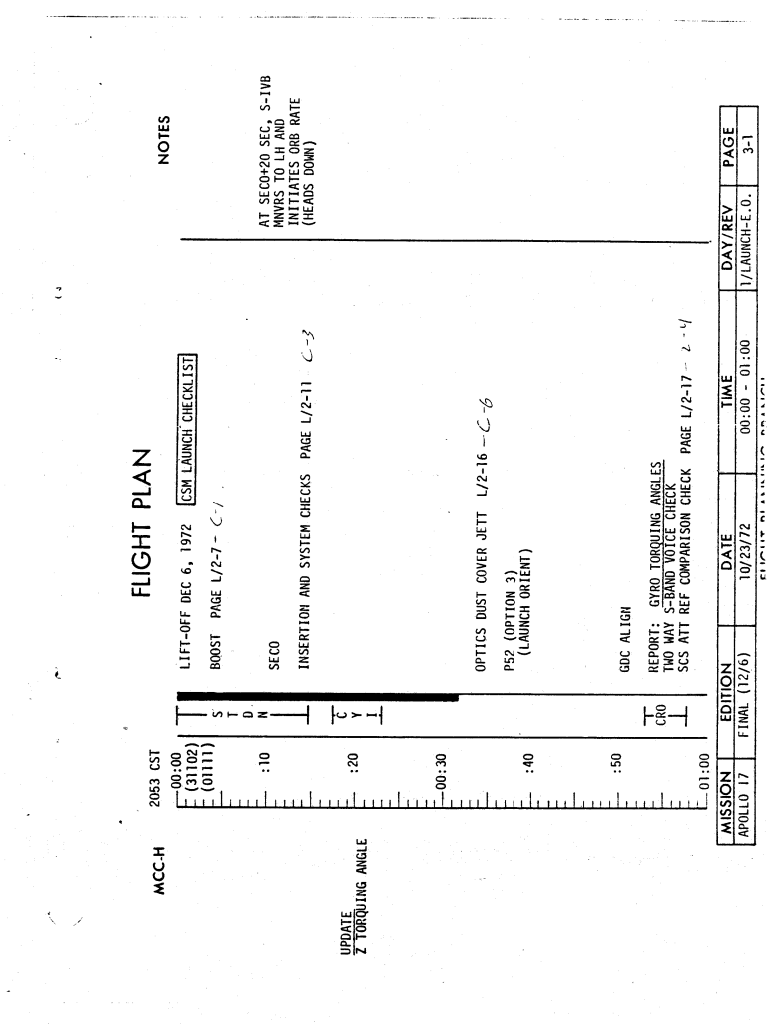 FLIGHT PLAN
MCC-H
2053 CST
NOTES
00:00
(31102)
(01111)
:10
:20
00:30
:40
:50
01:00
UPDATE
Z TORQUING ANGLE
STDN
CYI
CRO
LIFT-OFF DEC 6, 1972 CSM LAUNCH CHECKLIST
BOOST PAGE L/2-7 - C-1
SECO
INSERTION AND SYSTEM CHECKS PAGE L/2-11 C-3
OPTICS DUST COVER JETT L/2-16 - C-6
P52 (OPTION 3)
(LAUNCH ORIENT)
GDC ALIGN
REPORT: GYRO TORQUING ANGLES
TWO WAY S-BAND VOICE CHECK
SCS ATT REF COMPARISON CHECK PAGE L/2-17 - 2-4
AT SECO+20 SEC, S-IVB
MNVRS TO LH AND
INITIATES ORB RATE
(HEADS DOWN)
MISSION EDITION DATE TIME DAY/REV PAGE
APOLLO 17 FINAL (12/6) 10/23/72 00:00 - 01:00 1/LAUNCH-E.O. 3-1
FLIGHT PLANNING BRANCH